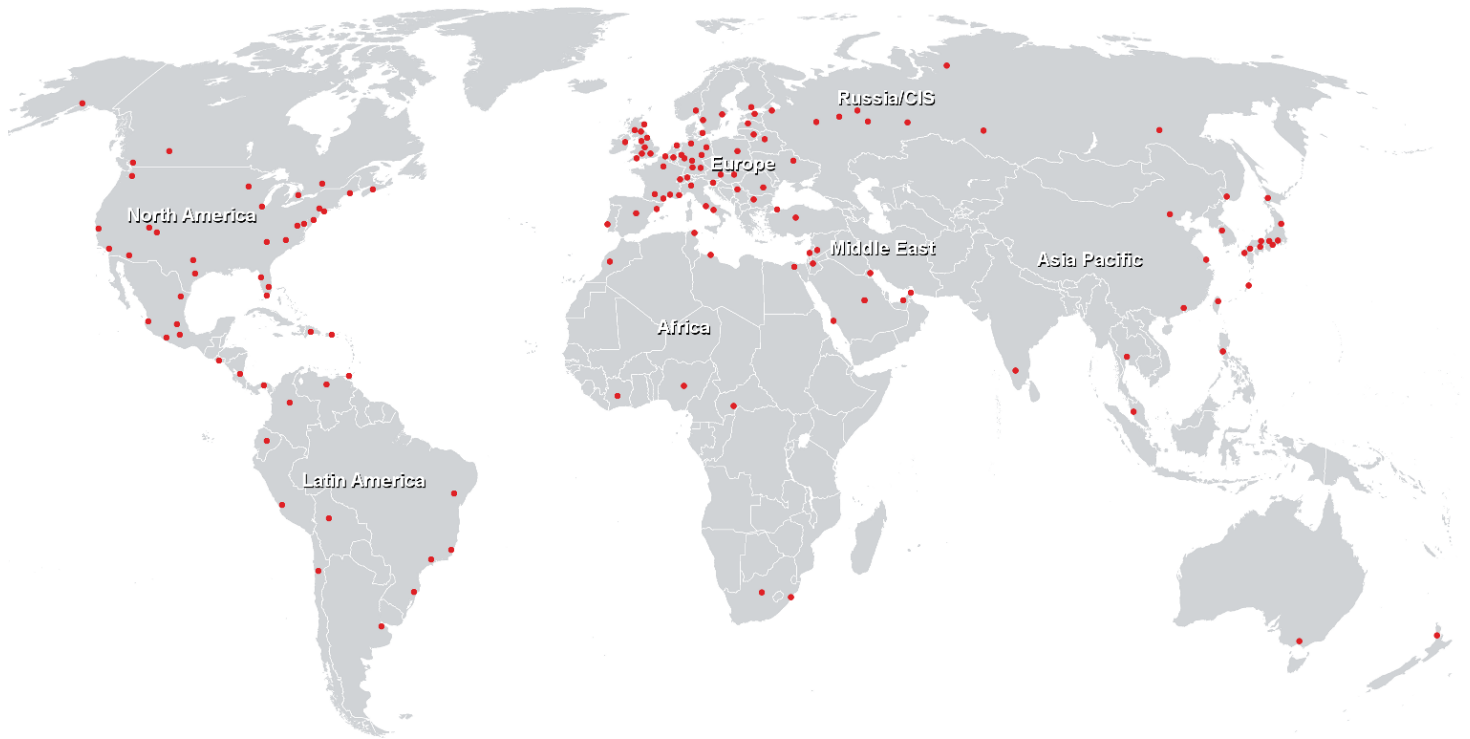 Russia/CIS
Europe
North America
Middle East
Asia Pacific
Africa
Latin America